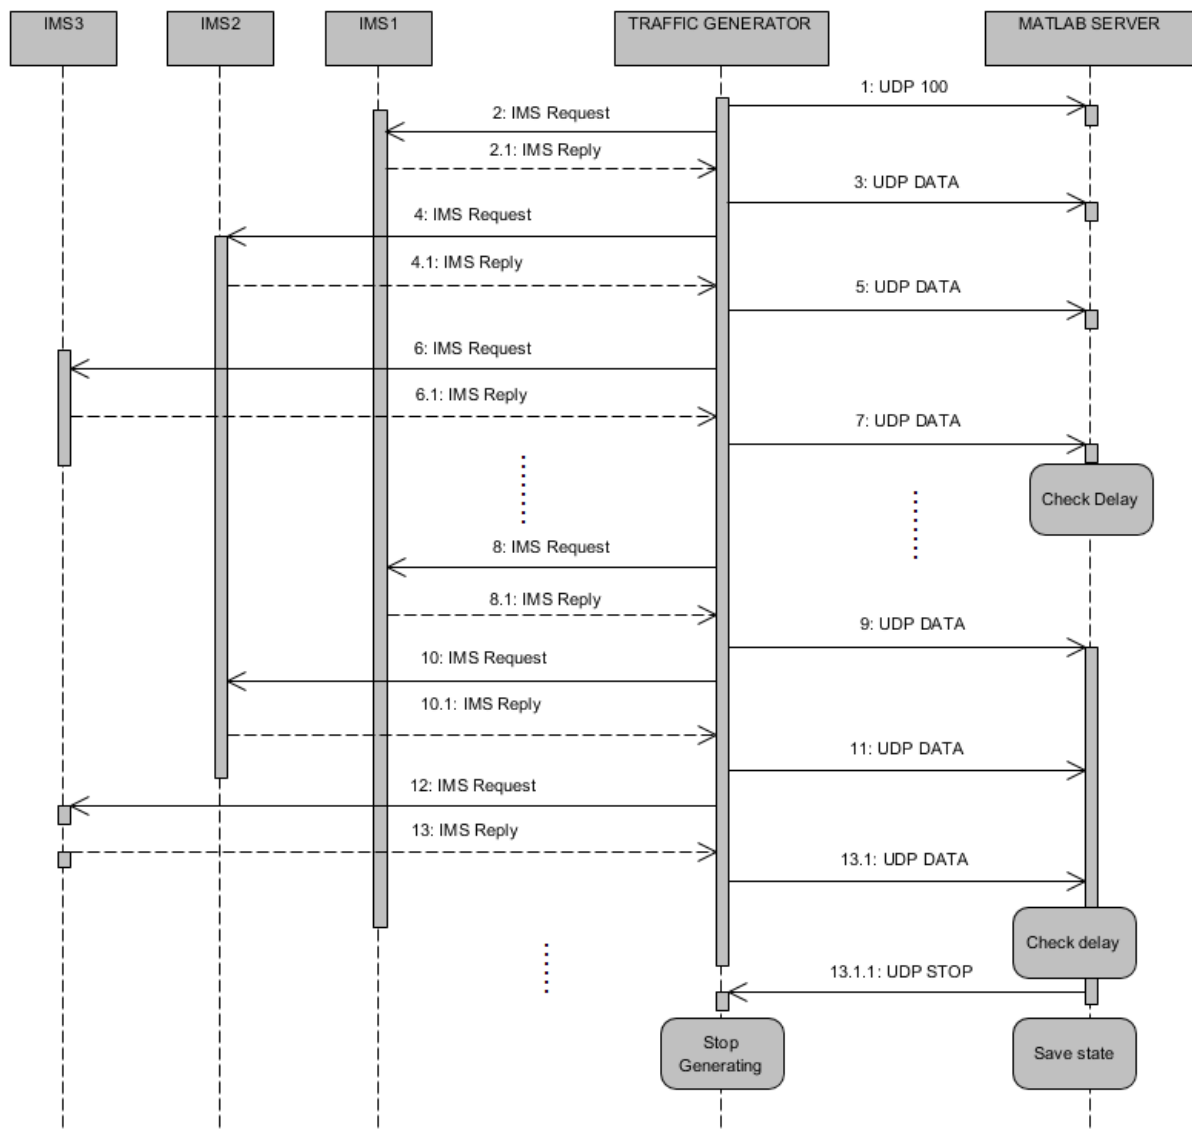 IMS3
IMS2
IMS1
TRAFFIC GENERATOR
MATLAB SERVER
1: UDP 100
2: IMS Request
2.1: IMS Reply
3: UDP DATA
4: IMS Request
4.1: IMS Reply
5: UDP DATA
6: IMS Request
6.1: IMS Reply
7: UDP DATA
Check Delay
8: IMS Request
8.1: IMS Reply
9: UDP DATA
10: IMS Request
10.1: IMS Reply
11: UDP DATA
12: IMS Request
13: IMS Reply
13.1: UDP DATA
Check delay
13.1.1: UDP STOP
Stop
Generating
Save state